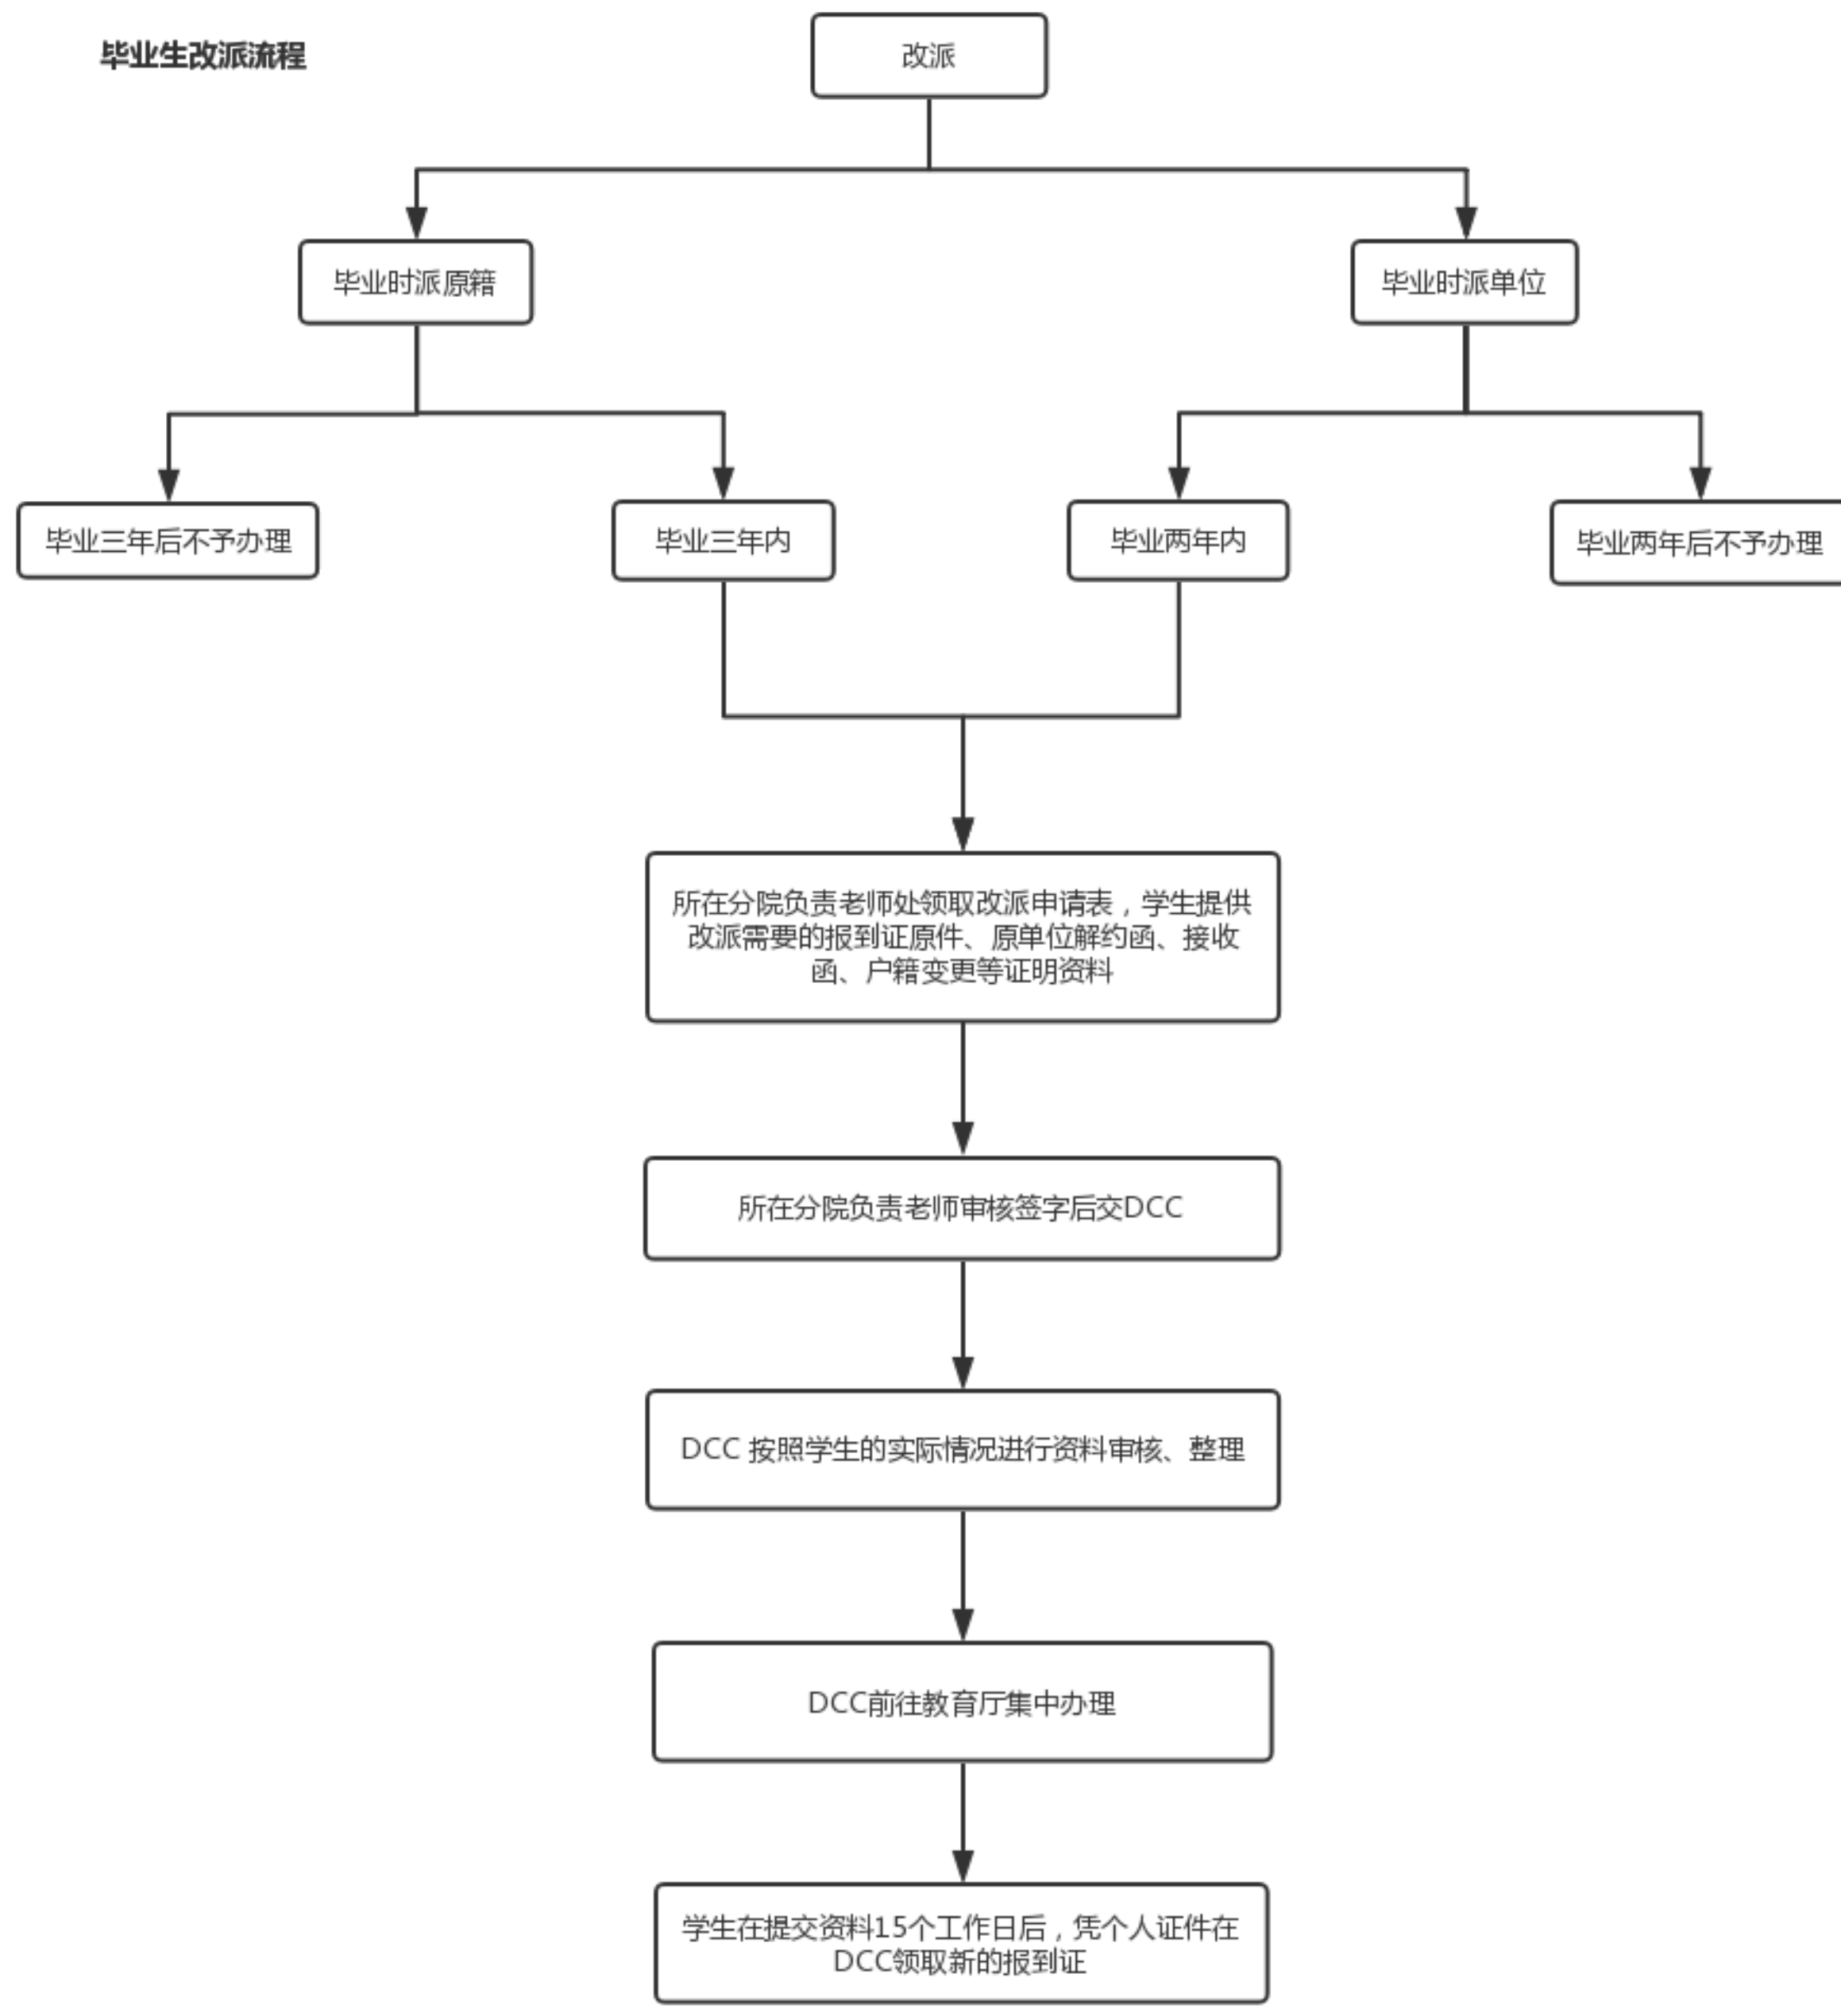 毕业生改派流程
改派
毕业时派原籍
毕业时派单位
毕业三年后不予办理
毕业三年内
毕业两年内
毕业两年后不予办理
所在分院负责老师处领取改派申请表，学生提供
改派需要的报到证原件、原单位解约函、接收
函、户籍变更等证明资料
所在分院负责老师审核签字后交DCC
DCC 按照学生的实际情况进行资料审核、整理
DCC前往教育厅集中办理
学生在提交资料15个工作日后，凭个人证件在
DCC领取新的报到证